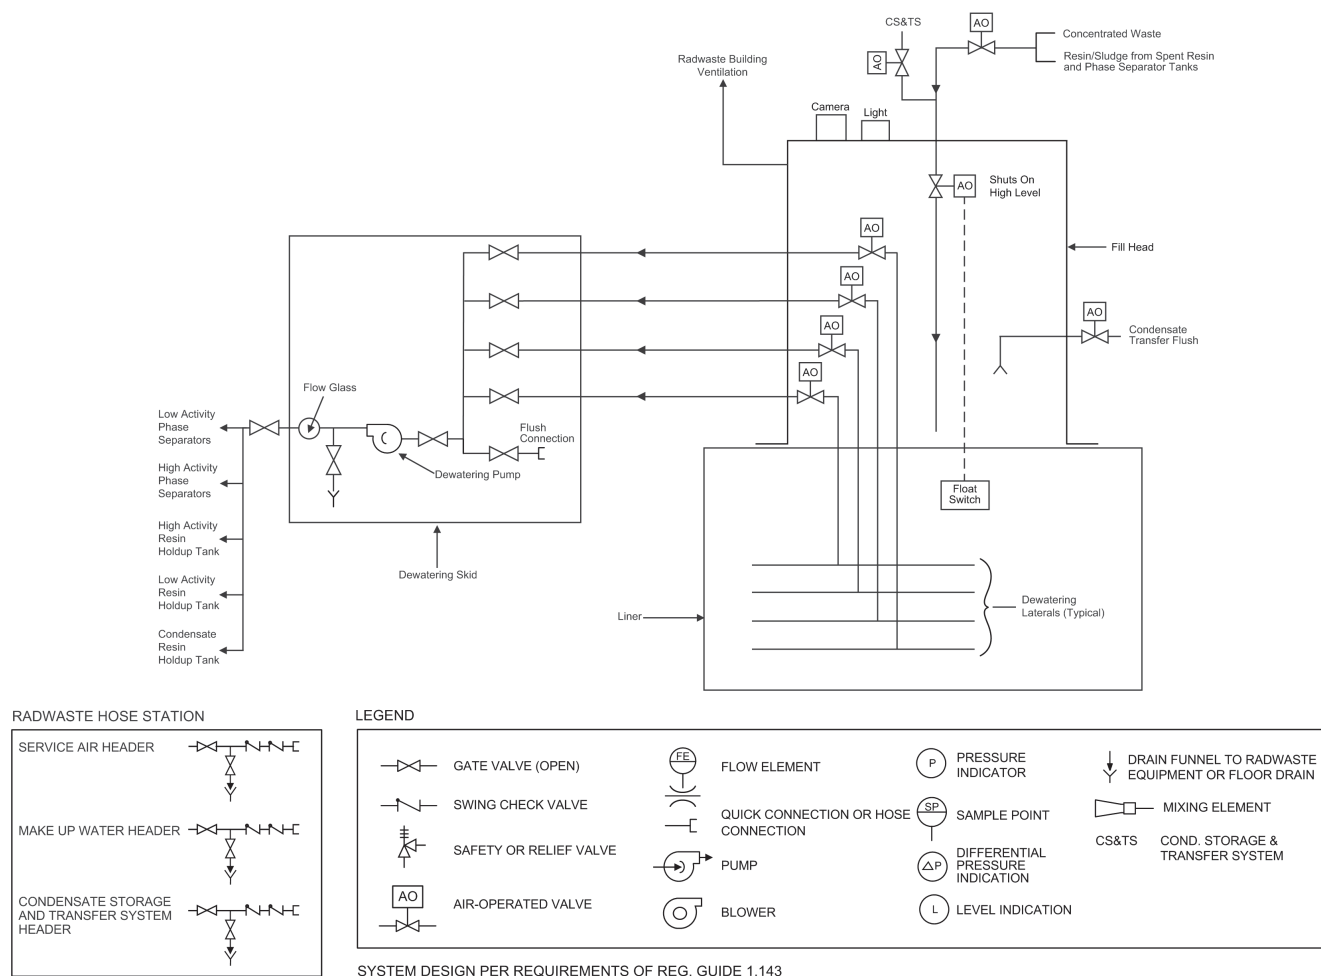 CS&TS
AO
AO
Concentrated Waste
Resin/Sludge from Spent Resin
and Phase Separator Tanks
Radwaste Building
Ventilation
Camera
Light
AO
Shuts On
High Level
AO
Fill Head
AO
AO
Condensate
Transfer Flush
AO
AO
Flow Glass
Low Activity
Phase
Separators
Flush
Connection
Dewatering Pump
High Activity
Phase
Separators
Float
Switch
High Activity
Resin
Holdup Tank
Dewatering Skid
Low Activity
Resin
Holdup Tank
Liner
Dewatering
Laterals (Typical)
Condensate
Resin
Holdup Tank
RADWASTE HOSE STATION
SERVICE AIR HEADER
MAKE UP WATER HEADER
CONDENSATE STORAGE
AND TRANSFER SYSTEM
HEADER
LEGEND
GATE VALVE (OPEN)
SWING CHECK VALVE
SAFETY OR RELIEF VALVE
AO
AIR-OPERATED VALVE
FE
FLOW ELEMENT
QUICK CONNECTION OR HOSE
CONNECTION
PUMP
BLOWER
P
PRESSURE
INDICATOR
SP
SAMPLE POINT
△P
DIFFERENTIAL
PRESSURE
INDICATION
L
LEVEL INDICATION
DRAIN FUNNEL TO RADWASTE
EQUIPMENT OR FLOOR DRAIN
MIXING ELEMENT
CS&TS
COND. STORAGE &
TRANSFER SYSTEM
SYSTEM DESIGN PER REQUIREMENTS OF REG. GUIDE 1.143